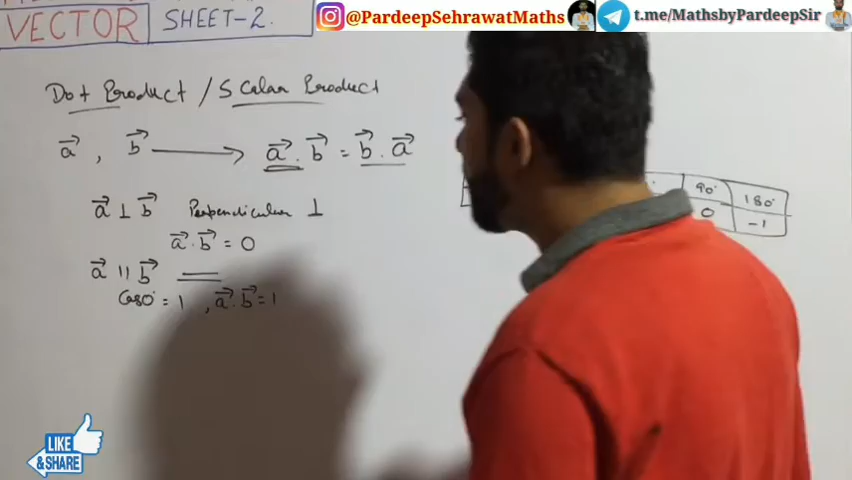 VECTOR SHEET-2.
@PardeepSehrawatMaths
t.me/MathsbyPardeepSir
Dot Product / Scalar Product
a⃗ , b⃗ ⟶ a⃗ . b⃗ = b⃗ . a⃗
a⃗ ⊥ b⃗ Perpendicular ⊥
a⃗ . b⃗ = 0
a⃗ || b⃗
Cos0° = 1 , a⃗ . b⃗ = 1
90° 180°
0 -1
LIKE
& SHARE